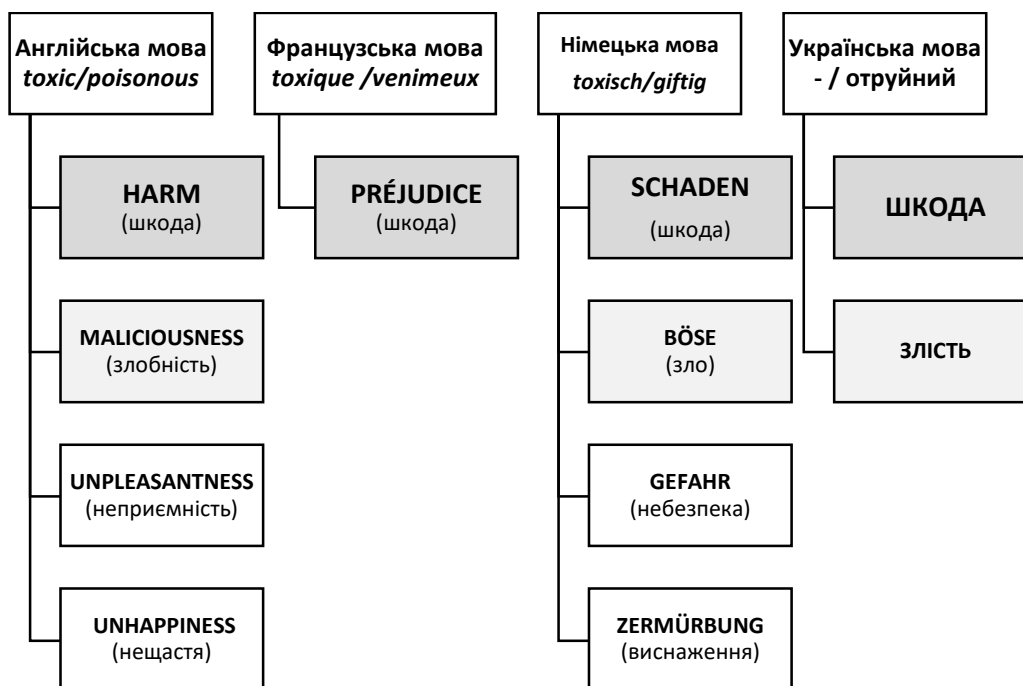 Англійська мова
toxic/poisonous
HARM
(шкода)
MALICIOUSNESS
(злобність)
UNPLEASANTNESS
(неприємність)
UNHAPPINESS
(нещастя)
Французська мова
toxique /venimeux
PRÉJUDICE
(шкода)
Німецька мова
toxisch/giftig
SCHADEN
(шкода)
BÖSE
(зло)
GEFAHR
(небезпека)
ZERMÜRBUNG
(виснаження)
Українська мова
- / отруйний
ШКОДА
ЗЛІСТЬ